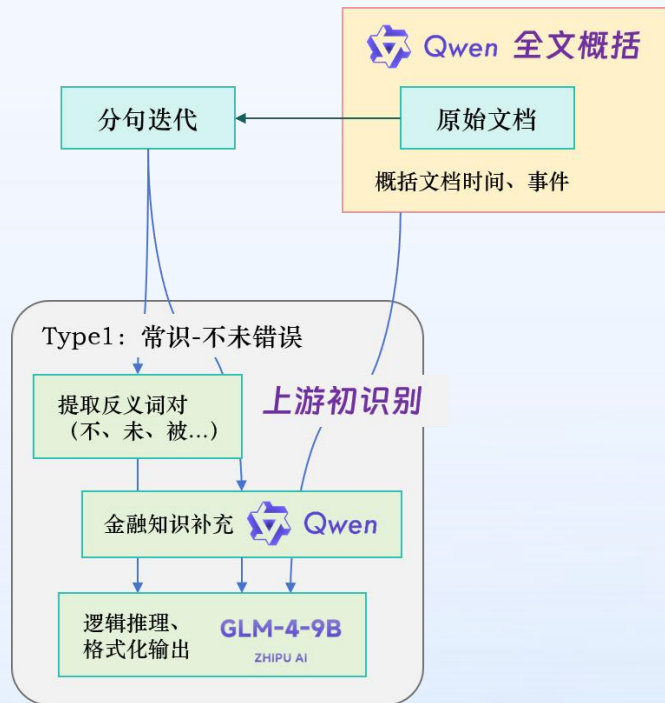 Qwen 全文概括
分句迭代
原始文档
概括文档时间、事件
Type1：常识-不未错误
提取反义词对
（不、未、被...）
上游初识别
金融知识补充 Qwen
逻辑推理、
格式化输出
GLM-4-9B
ZHIPU AI